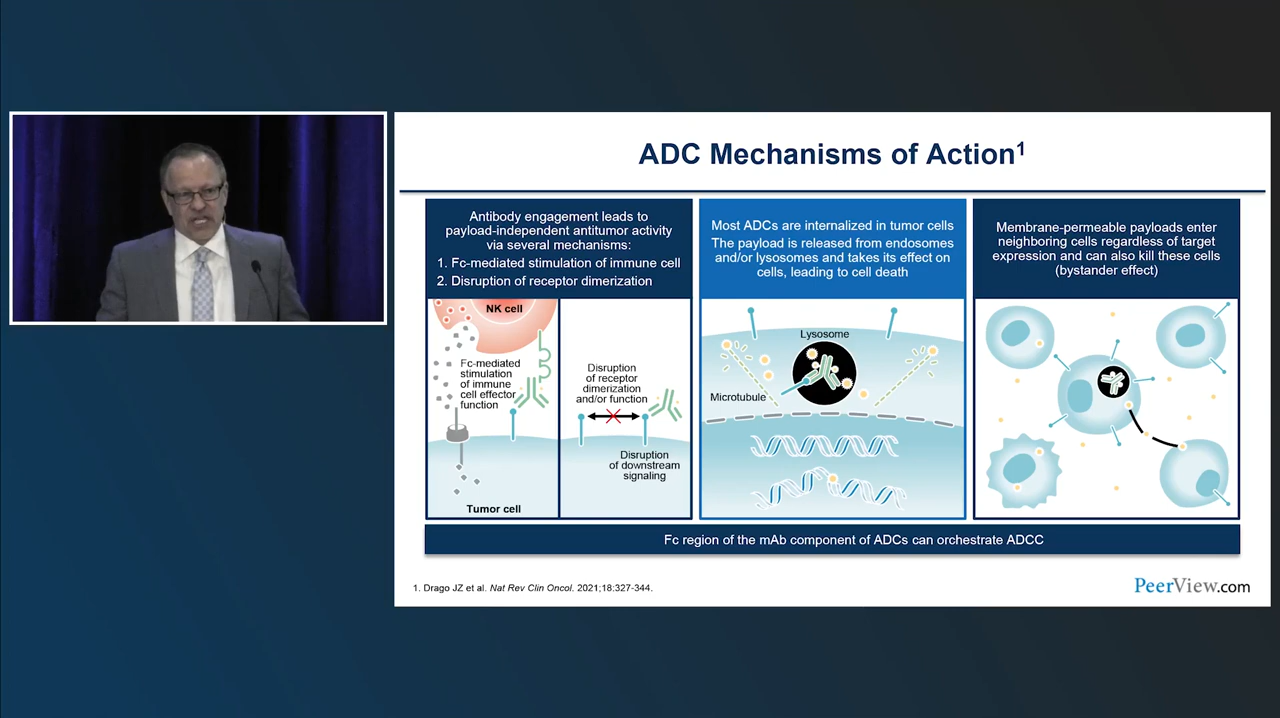 ADC Mechanisms of Action1
Antibody engagement leads to
payload-independent antitumor activity
via several mechanisms:
1. Fc-mediated stimulation of immune cell
2. Disruption of receptor dimerization
NK cell
Fc-mediated
stimulation
of immune
cell effector
function
Tumor cell
Disruption
of receptor
dimerization
and/or function
Disruption
of downstream
signaling
Most ADCs are internalized in tumor cells
The payload is released from endosomes
and/or lysosomes and takes its effect on
cells, leading to cell death
Lysosome
Microtubule
Membrane-permeable payloads enter
neighboring cells regardless of target
expression and can also kill these cells
(bystander effect)
Fc region of the mAb component of ADCs can orchestrate ADCC
1. Drago JZ et al. Nat Rev Clin Oncol. 2021;18:327-344.
PeerView.com